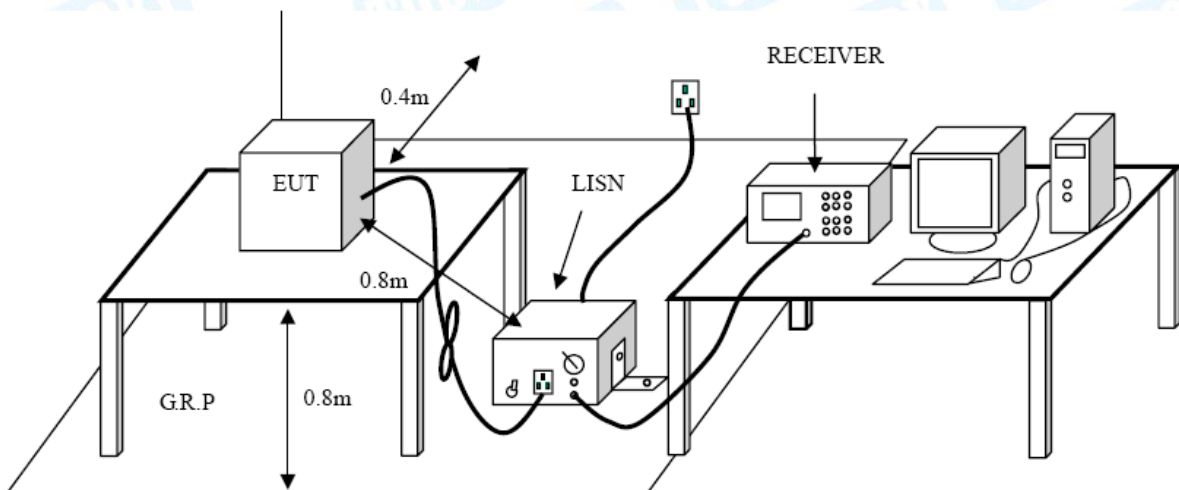 RECEIVER
0.4m
EUT
LISN
0.8m
G.R.P
0.8m